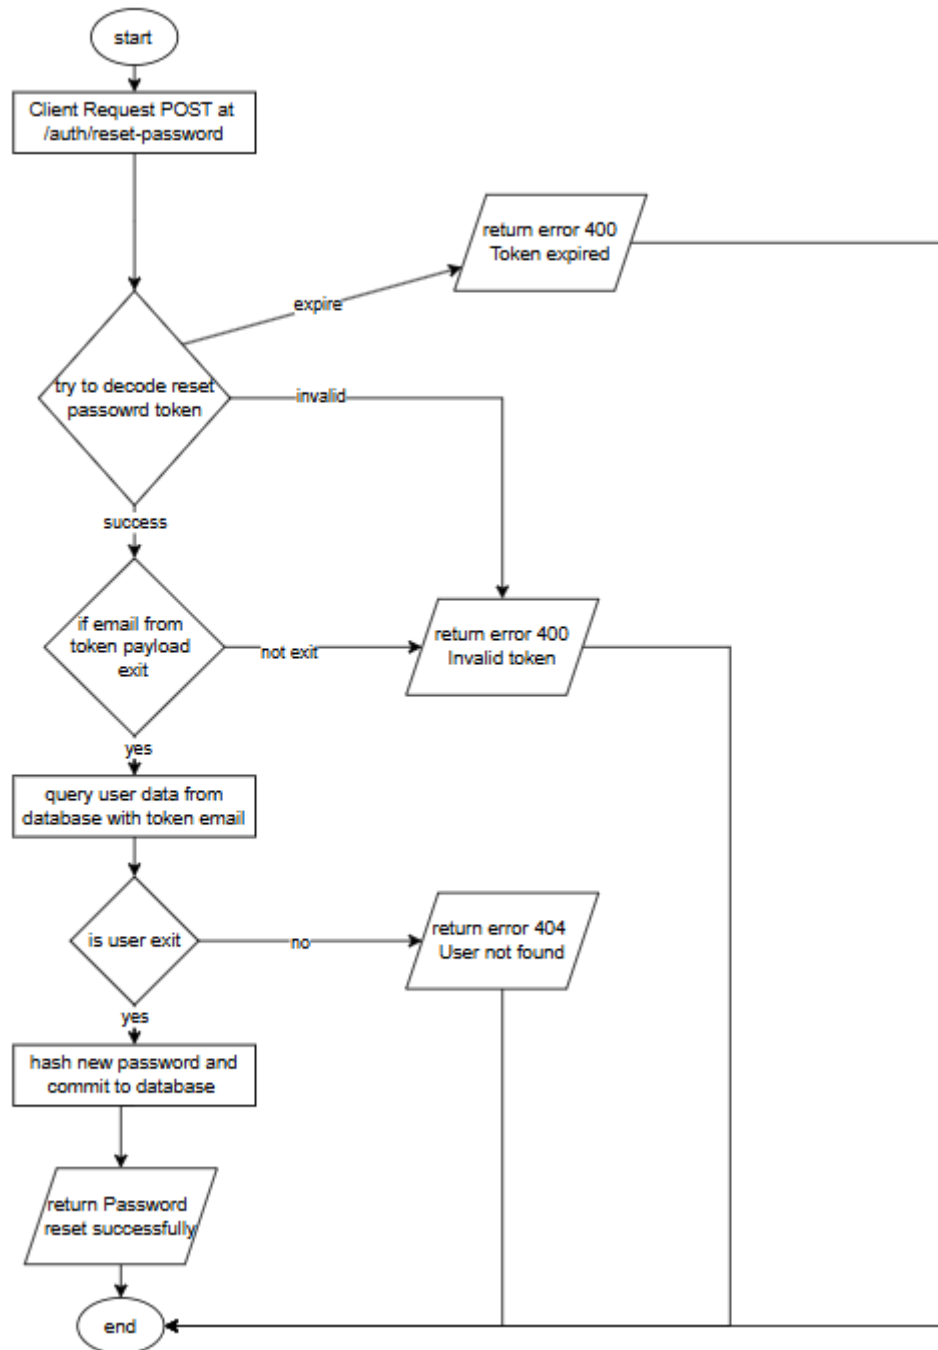 start
Client Request POST at
/auth/reset-password
return error 400
Token expired
expire
try to decode reset
passowrd token
invalid
success
if email from
token payload
exit
not exit
return error 400
Invalid token
yes
query user data from
database with token email
is user exit
no
return error 404
User not found
yes
hash new password and
commit to database
return Password
reset successfully
end